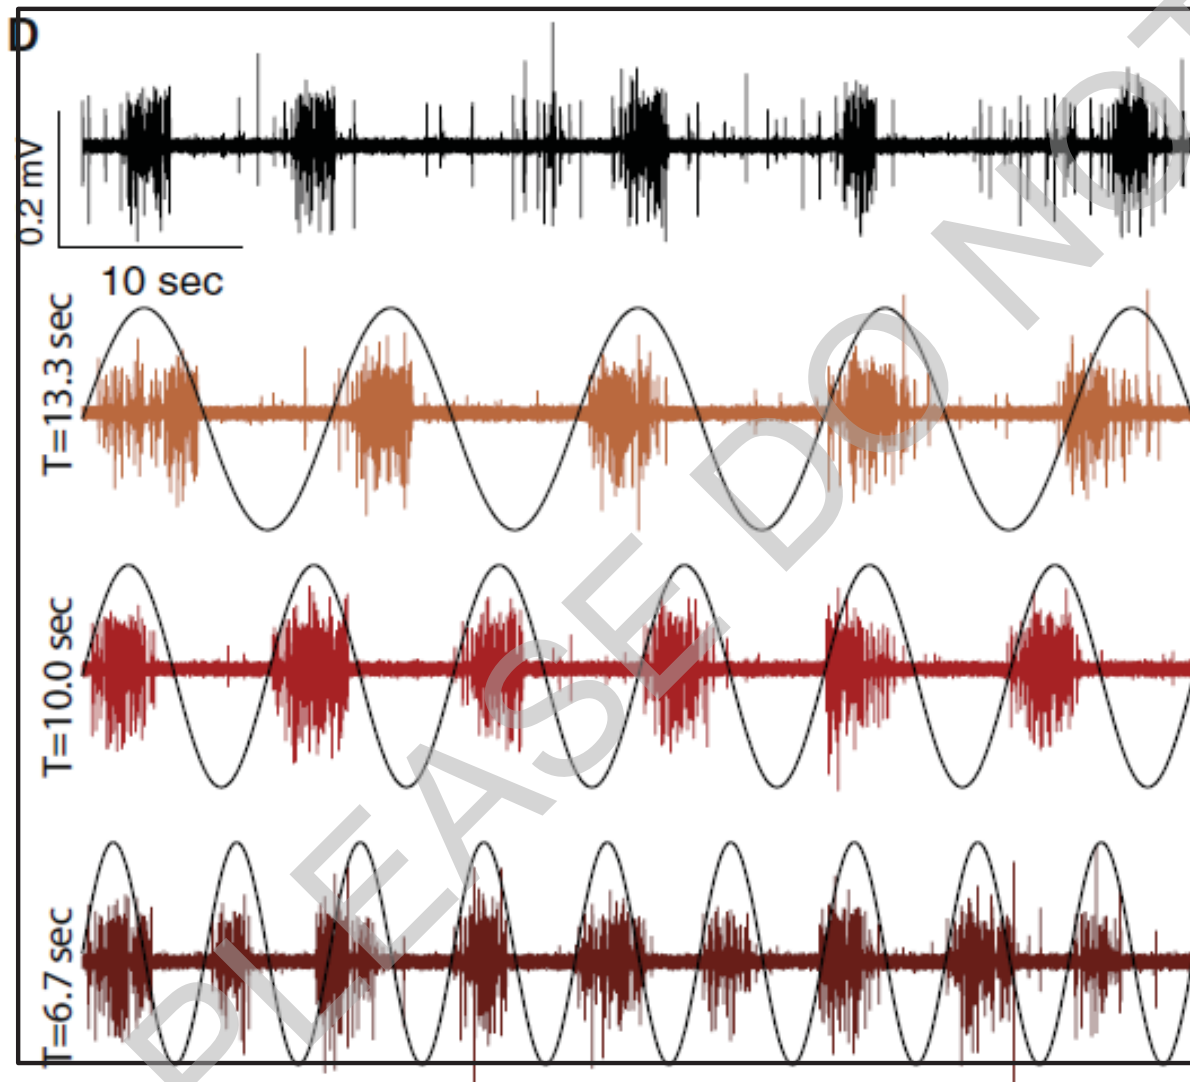 D
0.2 mV
10 sec
T=13.3 sec
T=10.0 sec
T=6.7 sec
PLEASE DO NOT